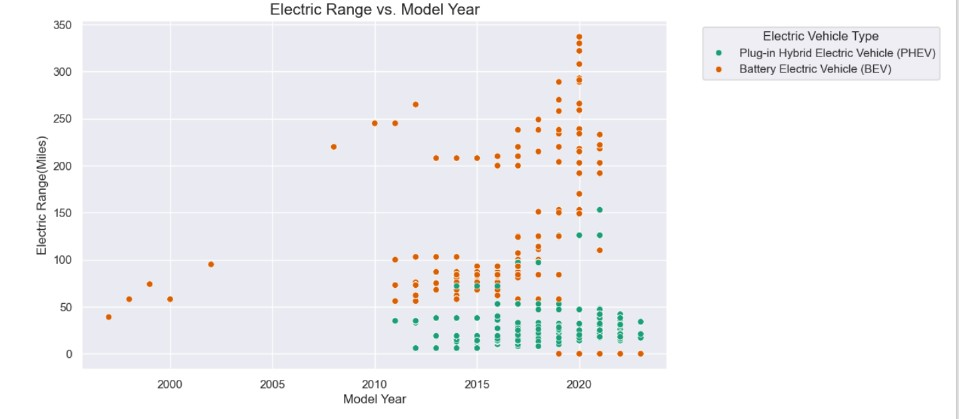 Electric Range vs. Model Year
350
300
250
200
150
100
50
0
Electric Range(Miles)
2000
2005
2010
2015
2020
Model Year
Electric Vehicle Type
Plug-in Hybrid Electric Vehicle (PHEV)
Battery Electric Vehicle (BEV)